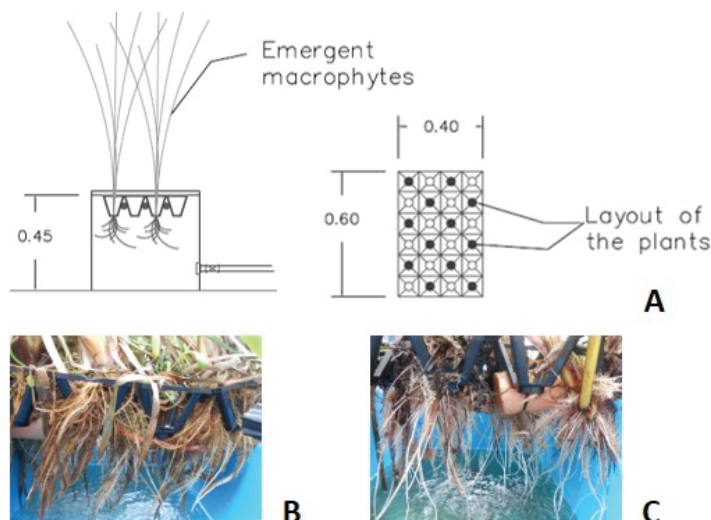 Emergent
macrophytes
0.40
0.45
0.60
Layout of
the plants
A
B
C